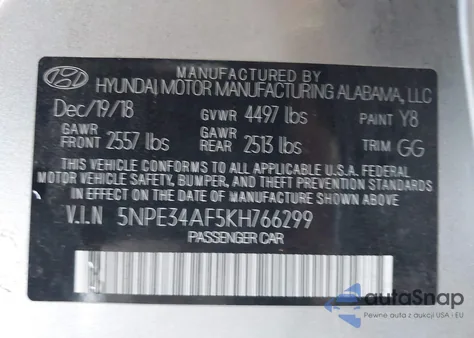 MANUFACTURED BY
HYUNDAI MOTOR MANUFACTURING ALABAMA, LLC
Dec/19/18 GVWR 4497 lbs PAINT Y8
GAWR FRONT 2557 lbs GAWR REAR 2513 lbs TRIM GG
THIS VEHICLE CONFORMS TO ALL APPLICABLE U.S.A. FEDERAL
MOTOR VEHICLE SAFETY, BUMPER, AND THEFT PREVENTION STANDARDS
IN EFFECT ON THE DATE OF MANUFACTURE SHOWN ABOVE.
V.I.N 5NPE34AF5KH766299
PASSENGER CAR
autoSnap
Pewne auta z aukcji USA - EU